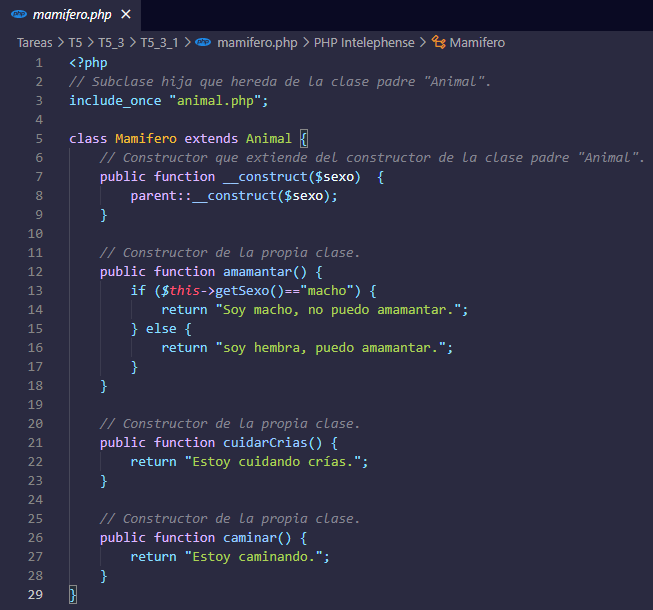 php mamifero.php ×
Tareas > T5 > T5_3 > T5_3_1 > php mamifero.php > PHP Intelephense > Mamifero
1 <?php
2 // Subclase hija que hereda de la clase padre "Animal".
3 include_once "animal.php";
4
5 class Mamifero extends Animal {
6     // Constructor que extiende del constructor de la clase padre "Animal".
7     public function __construct($sexo)  {
8         parent::__construct($sexo);
9     }
10
11     // Constructor de la propia clase.
12     public function amamantar() {
13         if ($this->getSexo()=="macho") {
14             return "Soy macho, no puedo amamantar.";
15         } else {
16             return "soy hembra, puedo amamantar.";
17         }
18     }
19
20     // Constructor de la propia clase.
21     public function cuidarCrias() {
22         return "Estoy cuidando crías.";
23     }
24
25     // Constructor de la propia clase.
26     public function caminar() {
27         return "Estoy caminando.";
28     }
29 }